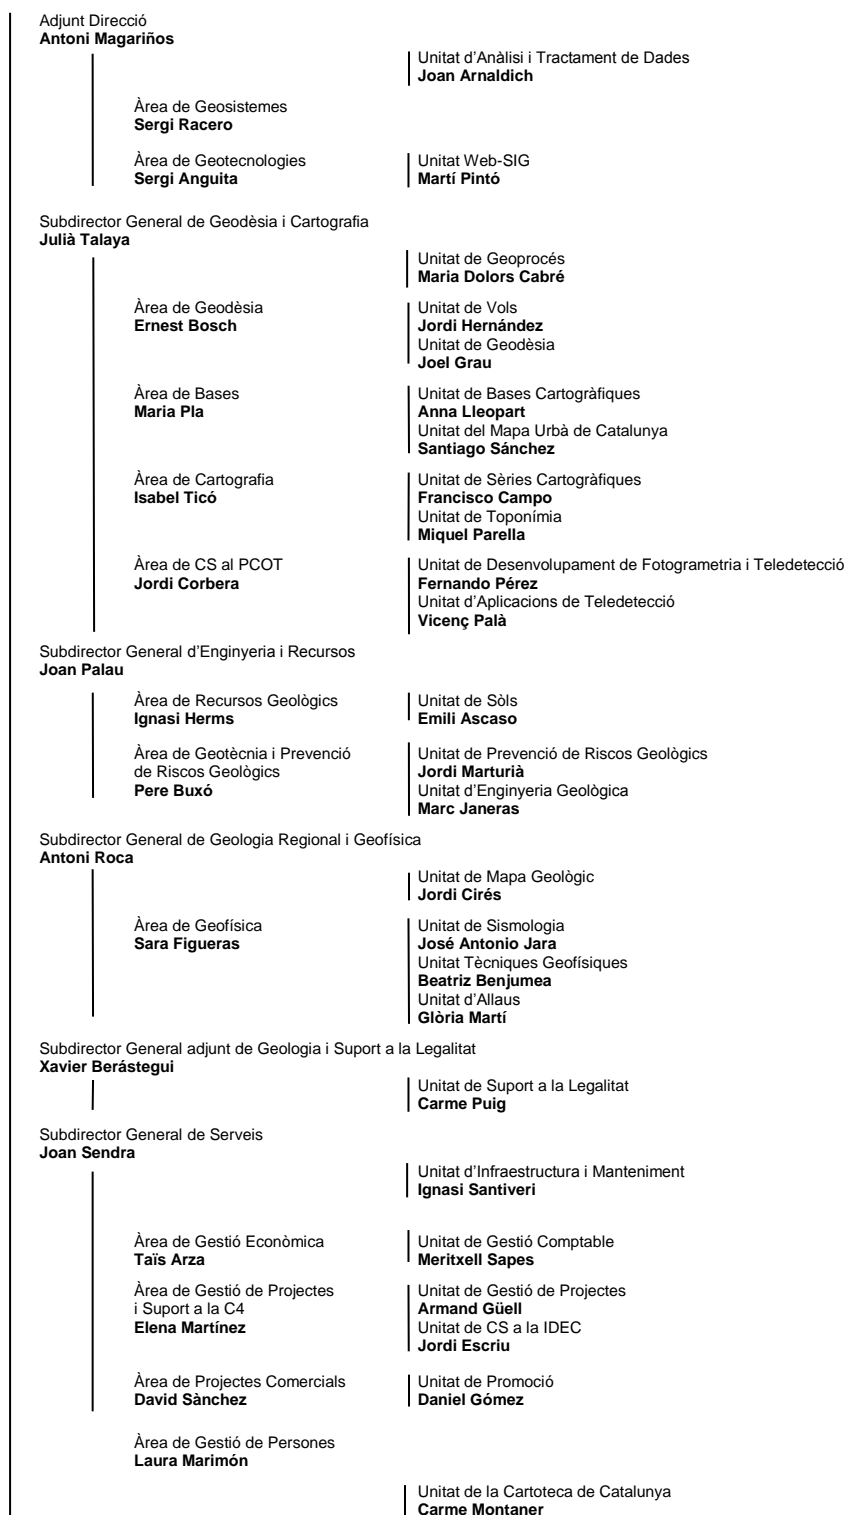 Adjunt Direcció
Antoni Magariños
Unitat d’Anàlisi i Tractament de Dades
Joan Arnaldich
Àrea de Geosistemes
Sergi Racero
Àrea de Geotecnologies
Sergi Anguita
Unitat Web-SIG
Martí Pintó
Subdirector General de Geodèsia i Cartografia
Julià Talaya
Unitat de Geoprocés
Maria Dolors Cabré
Àrea de Geodèsia
Ernest Bosch
Unitat de Vols
Jordi Hernández
Unitat de Geodèsia
Joel Grau
Àrea de Bases
Maria Pla
Unitat de Bases Cartogràfiques
Anna Lleopart
Unitat del Mapa Urbà de Catalunya
Santiago Sánchez
Àrea de Cartografia
Isabel Ticó
Unitat de Sèries Cartogràfiques
Francisco Campo
Unitat de Toponímia
Miquel Parella
Àrea de CS al PCOT
Jordi Corbera
Unitat de Desenvolupament de Fotogrametria i Teledetecció
Fernando Pérez
Unitat d’Aplicacions de Teledetecció
Vicenç Palà
Subdirector General d’Enginyeria i Recursos
Joan Palau
Àrea de Recursos Geològics
Ignasi Herms
Unitat de Sòls
Emili Ascaso
Àrea de Geotècnia i Prevenció
de Riscos Geològics
Pere Buxó
Unitat de Prevenció de Riscos Geològics
Jordi Marturià
Unitat d’Enginyeria Geològica
Marc Janeras
Subdirector General de Geologia Regional i Geofísica
Antoni Roca
Unitat de Mapa Geològic
Jordi Cirés
Àrea de Geofísica
Sara Figueras
Unitat de Sismologia
José Antonio Jara
Unitat Tècniques Geofísiques
Beatriz Benjumea
Unitat d’Allaus
Glòria Martí
Subdirector General adjunt de Geologia i Suport a la Legalitat
Xavier Berástegui
Unitat de Suport a la Legalitat
Carme Puig
Subdirector General de Serveis
Joan Sendra
Unitat d’Infraestructura i Manteniment
Ignasi Santiveri
Àrea de Gestió Econòmica
Taïs Arza
Unitat de Gestió Comptable
Meritxell Sapes
Àrea de Gestió de Projectes
i Suport a la C4
Elena Martínez
Unitat de Gestió de Projectes
Armand Güell
Unitat de CS a la IDEC
Jordi Escriu
Àrea de Projectes Comercials
David Sànchez
Unitat de Promoció
Daniel Gómez
Àrea de Gestió de Persones
Laura Marimón
Unitat de la Cartoteca de Catalunya
Carme Montaner